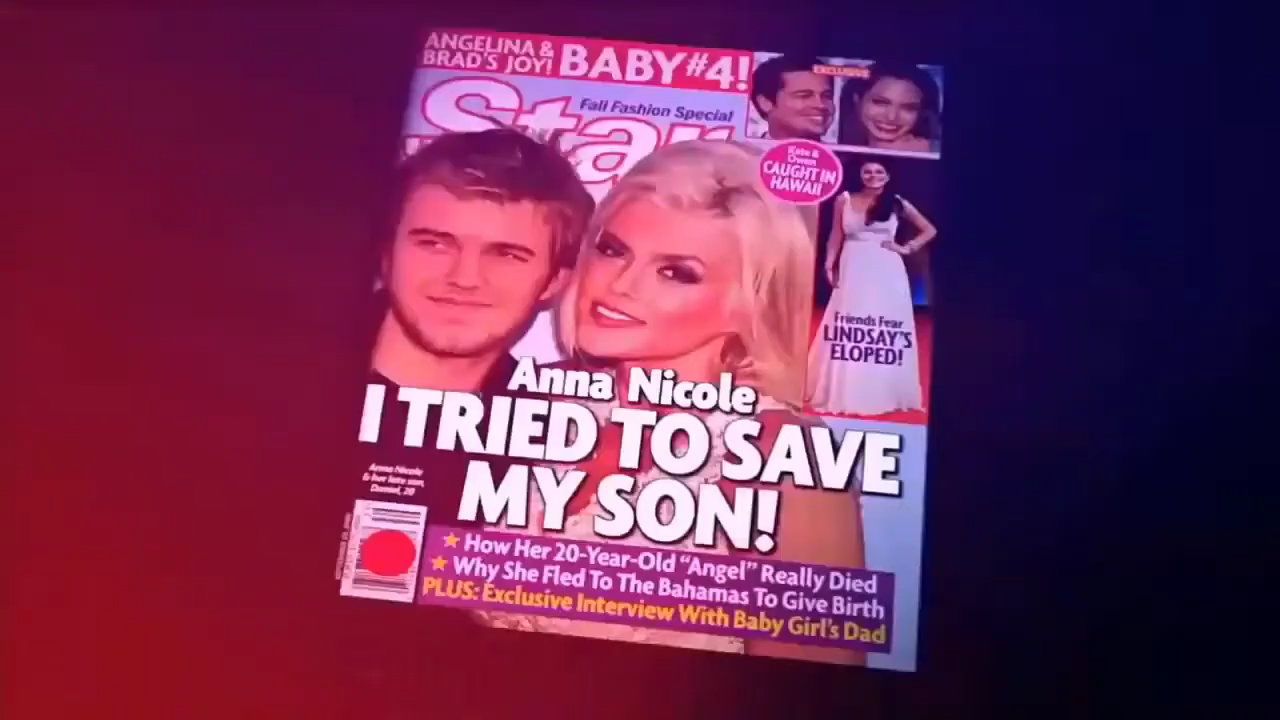 ANGELINA &
BRAD'S JOY!
BABY #4!
EXCLUSIVE
Fall Fashion Special
Star
Kate &
Owen
CAUGHT IN
HAWAII
Friends Fear
LINDSAY'S
ELOPED!
Anna Nicole
I TRIED TO SAVE
MY SON!
Anna Nicole
& her late son,
Daniel, 20
★ How Her 20-Year-Old "Angel" Really Died
★ Why She Fled To The Bahamas To Give Birth
PLUS: Exclusive Interview With Baby Girl's Dad